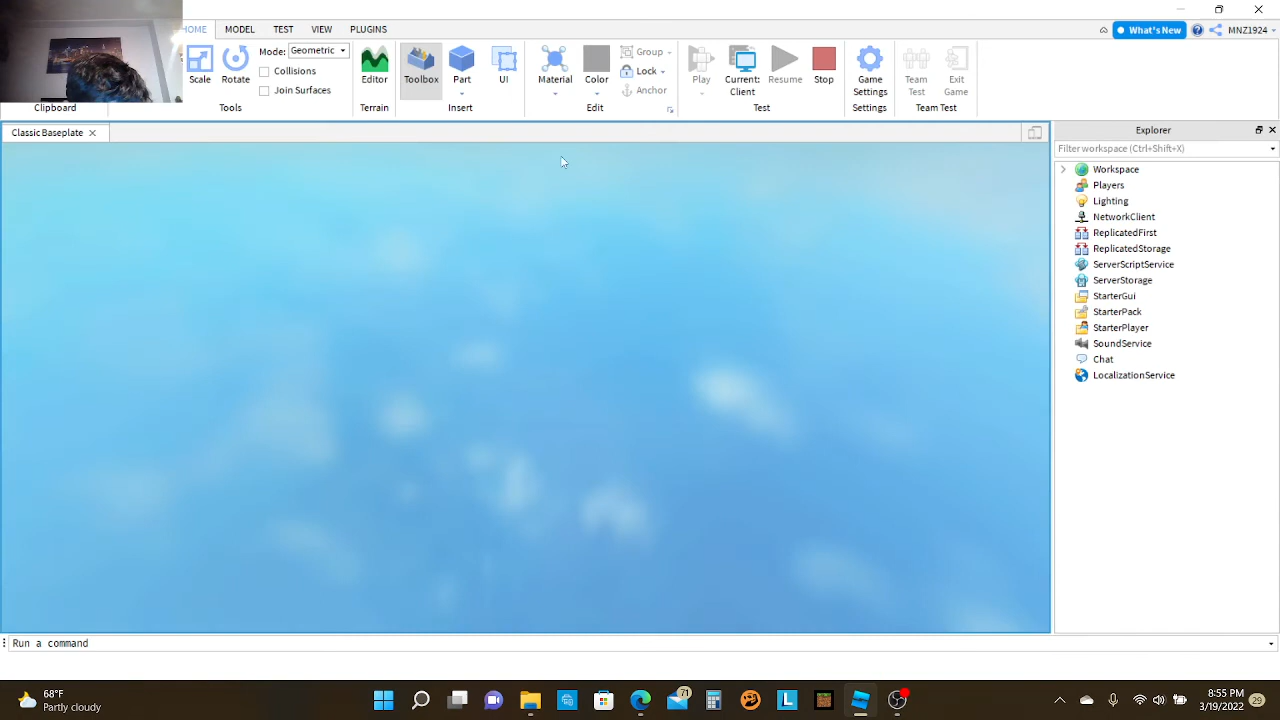 HOME MODEL TEST VIEW PLUGINS What's New MNZ1924
Scale Rotate Mode: Geometric
Collisions
Join Surfaces
Editor Toolbox Part UI Material Color
Group
Lock
Anchor
Play Current: Client Resume Stop Game Settings Team Test Exit Game
Clipboard Tools Terrain Insert Edit Test Settings Team Test
Classic Baseplate
Explorer
Filter workspace (Ctrl+Shift+X)
Workspace
Players
Lighting
NetworkClient
ReplicatedFirst
ReplicatedStorage
ServerScriptService
ServerStorage
StarterGui
StarterPack
StarterPlayer
SoundService
Chat
LocalizationService
Run a command
68°F
Partly cloudy
71
8:55 PM
3/19/2022
29